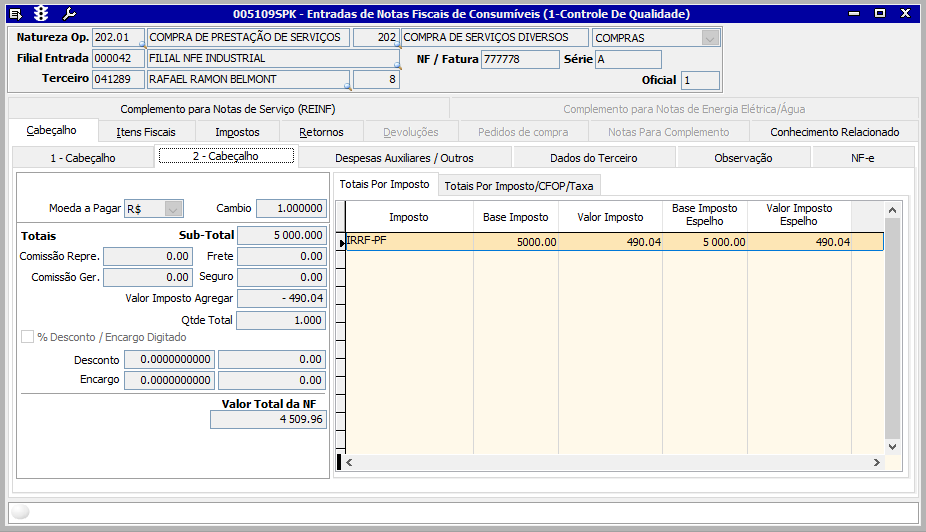 005109SPK - Entradas de Notas Fiscais de Consumíveis (1-Controle De Qualidade)
Natureza Op. 202.01 COMPRA DE PRESTAÇÃO DE SERVIÇOS 202 COMPRA DE SERVIÇOS DIVERSOS COMPRAS
Filial Entrada 000042 FILIAL NFE INDUSTRIAL NF / Fatura 777778 Série A
Terceiro 041289 RAFAEL RAMON BELMONT 8 Oficial 1
Complemento para Notas de Serviço (REINF) Complemento para Notas de Energia Elétrica/Água
Cabeçalho Itens Fiscais Impostos Retornos Devoluções Pedidos de compra Notas Para Complemento Conhecimento Relacionado
1 - Cabeçalho 2 - Cabeçalho Despesas Auxiliares / Outros Dados do Terceiro Observação NF-e
Moeda a Pagar R$ Cambio 1.000000
Totais Sub-Total 5 000.000
Comissão Repre. 0.00 Frete 0.00
Comissão Ger. 0.00 Seguro 0.00
Valor Imposto Agregar - 490.04
Qtde Total 1.000
% Desconto / Encargo Digitado
Desconto 0.0000000000 0.00
Encargo 0.0000000000 0.00
Valor Total da NF
4 509.96
Totais Por Imposto Totais Por Imposto/CFOP/Taxa
Imposto Base Imposto Valor Imposto Base Imposto Espelho Valor Imposto Espelho
IRRF-PF 5000.00 490.04 5 000.00 490.04